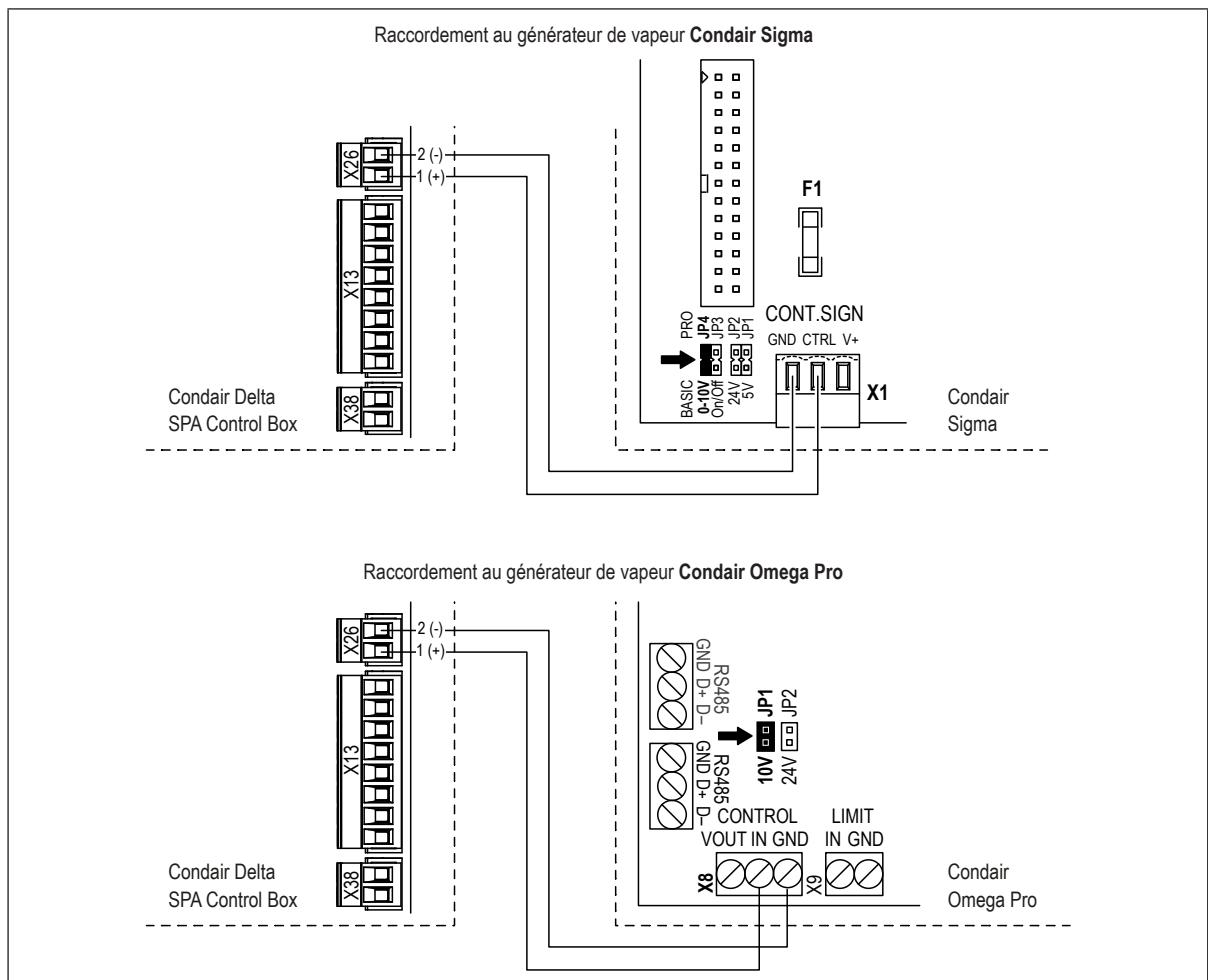 Raccordement au générateur de vapeur Condair Sigma
X26
2 (-)
1 (+)
X13
X38
Condair Delta
SPA Control Box
F1
PRO
JP4
JP3
JP2
JP1
BASIC
0-10V
On/Off
24V
5V
CONT.SIGN
GND CTRL V+
X1
Condair
Sigma
Raccordement au générateur de vapeur Condair Omega Pro
X26
2 (-)
1 (+)
X13
X38
Condair Delta
SPA Control Box
RS485
GND D+ D–
RS485
GND D+ D–
JP1
JP2
10V
24V
CONTROL
VOUT IN GND
LIMIT
IN GND
X8
X9
Condair
Omega Pro